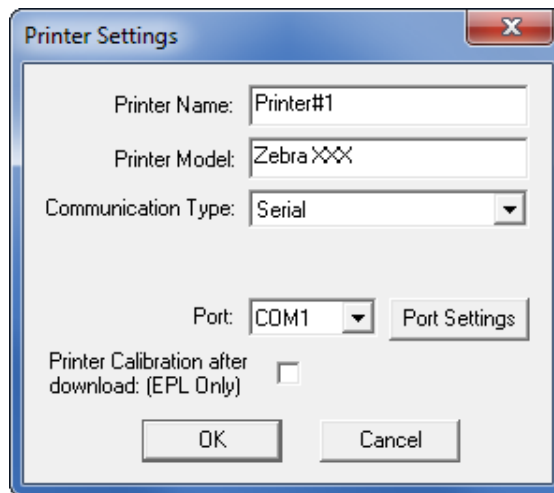 Printer Settings
Printer Name: Printer#1
Printer Model: Zebra XXX
Communication Type: Serial
Port: COM1 Port Settings
Printer Calibration after
download: (EPL Only)
OK Cancel